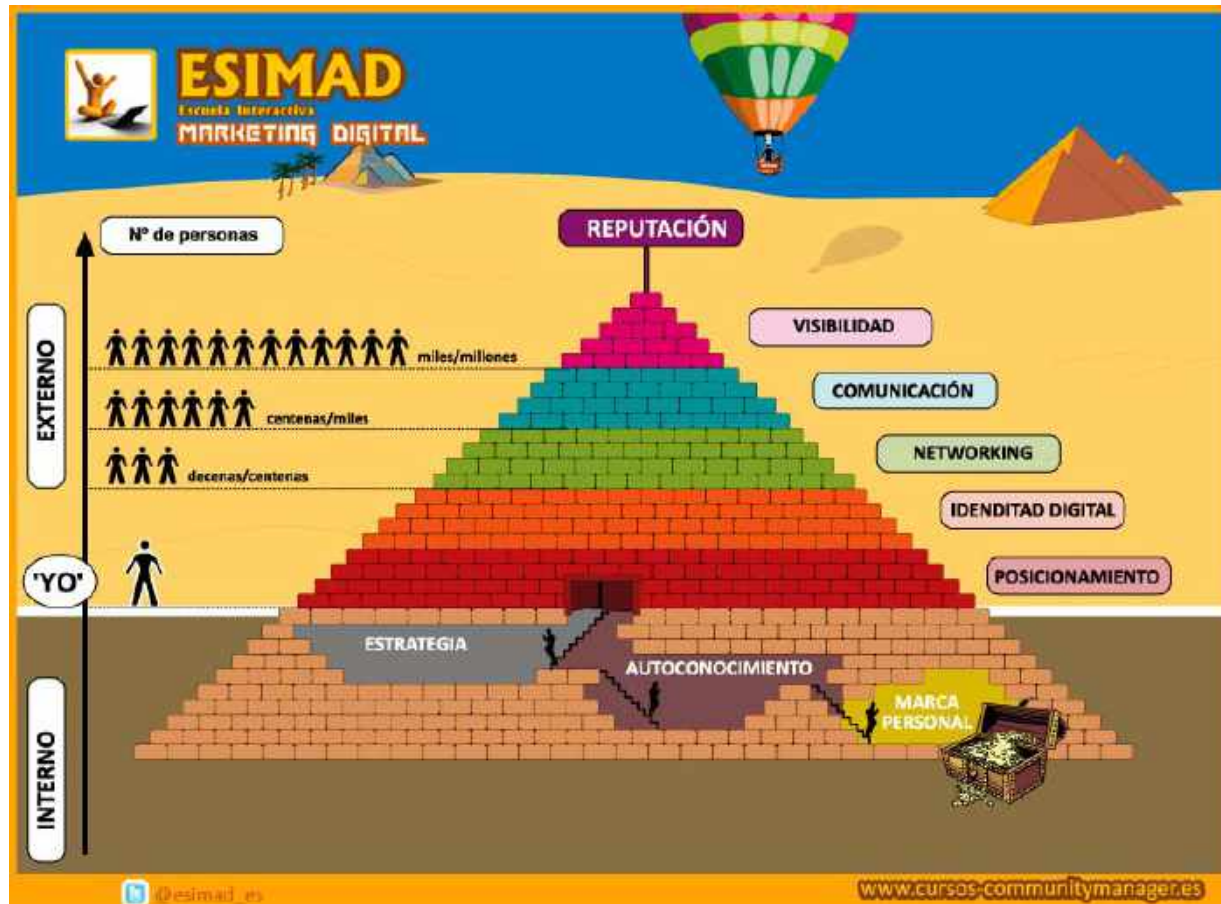 ESIMAD
Escuela Interactiva
MARKETING DIGITAL
Nº de personas
REPUTACIÓN
EXTERNO
VISIBILIDAD
miles/millones
COMUNICACIÓN
centenas/miles
NETWORKING
decenas/centenas
IDENDITAD DIGITAL
'YO'
POSICIONAMIENTO
ESTRATEGIA
AUTOCONOCIMIENTO
MARCA
PERSONAL
INTERNO
@esimad_es
www.cursos-communitymanager.es